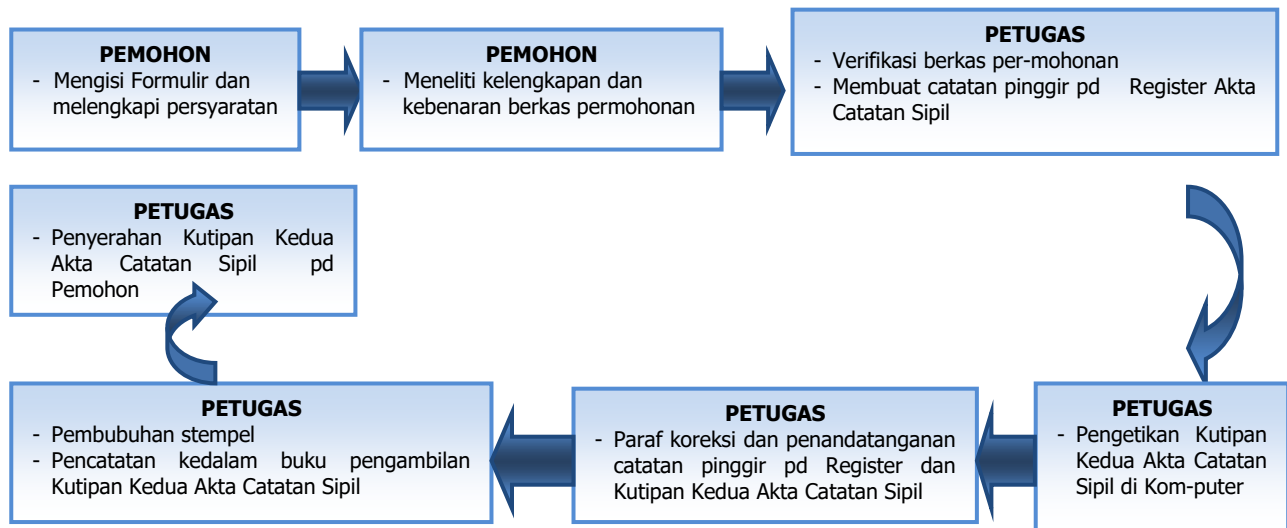 PEMOHON
- Mengisi Formulir dan
melengkapi persyaratan
PEMOHON
- Meneliti kelengkapan dan
kebenaran berkas permohonan
PETUGAS
- Verifikasi berkas per-mohonan
- Membuat catatan pinggir pd Register Akta
Catatan Sipil
PETUGAS
- Pengetikan Kutipan
Kedua Akta Catatan
Sipil di Kom-puter
PETUGAS
- Paraf koreksi dan penandatanganan
catatan pinggir pd Register dan
Kutipan Kedua Akta Catatan Sipil
PETUGAS
- Pembubuhan stempel
- Pencatatan kedalam buku pengambilan
Kutipan Kedua Akta Catatan Sipil
PETUGAS
- Penyerahan Kutipan Kedua
Akta Catatan Sipil pd
Pemohon